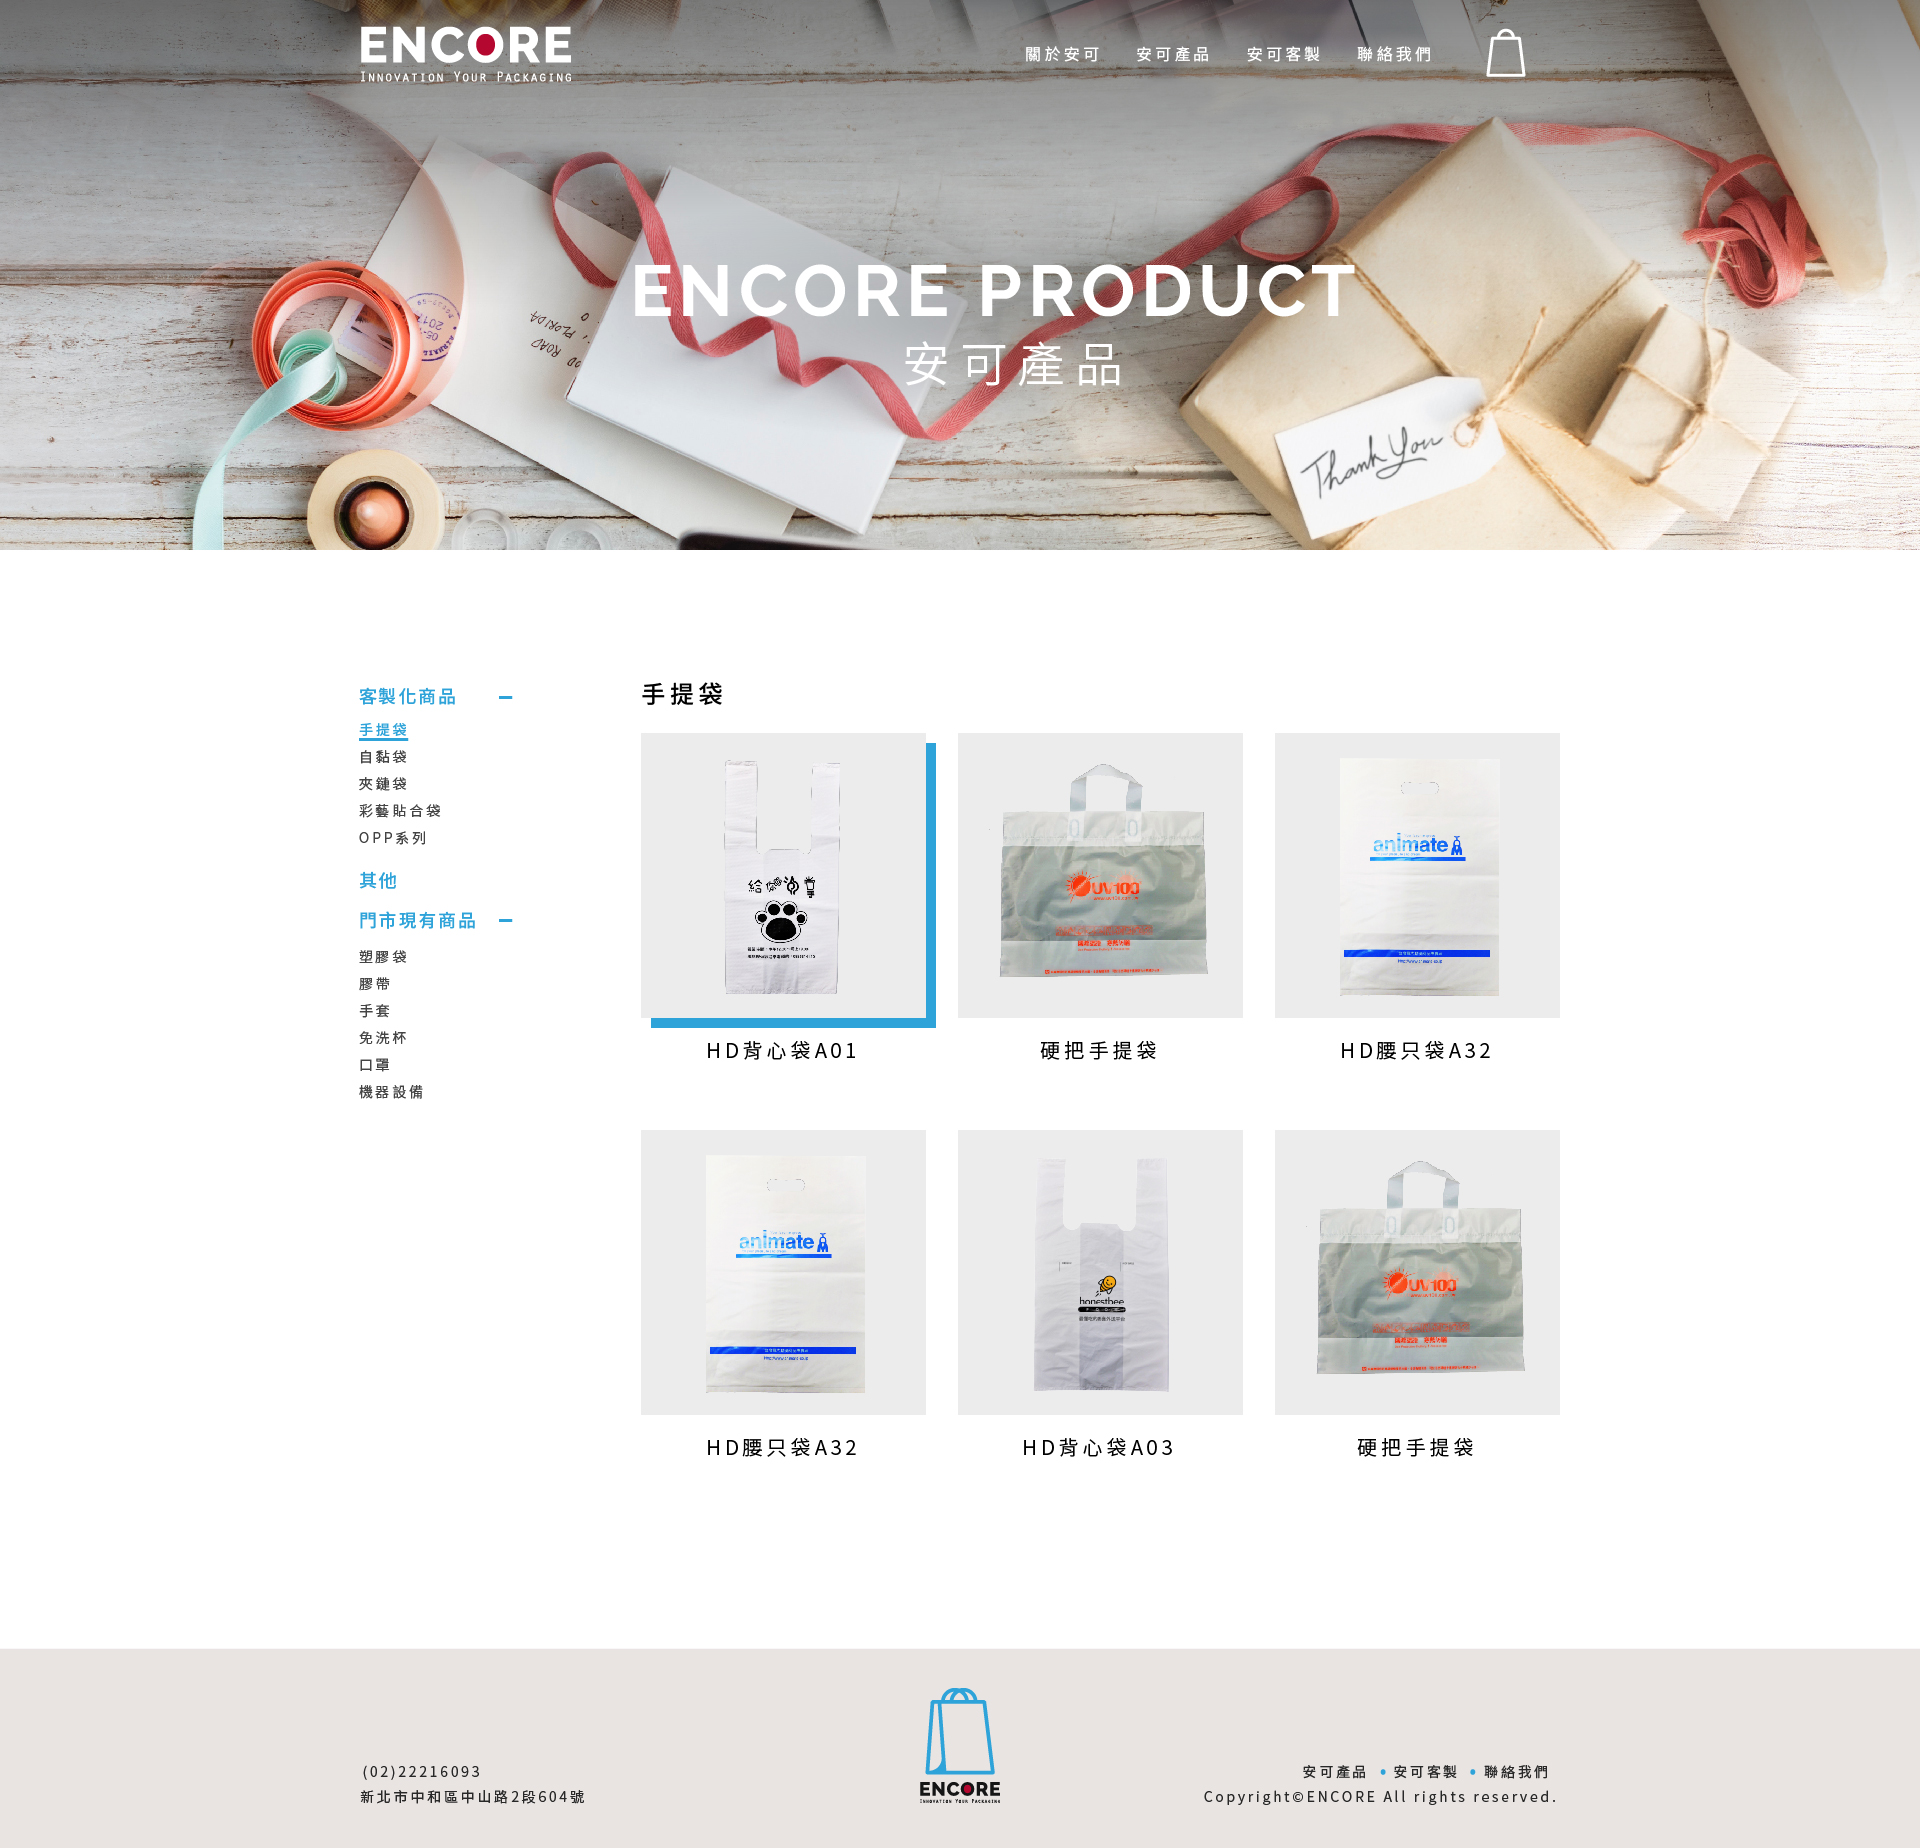 ENCORE
INNOVATION YOUR PACKAGING
關於安可
安可產品
安可客製
聯絡我們
ENCORE PRODUCT
安可產品
ROAD
FLORIDA
2017
Thank You
客製化商品
手提袋
自黏袋
夾鏈袋
彩藝貼合袋
OPP系列
其他
門市現有商品
塑膠袋
膠帶
手套
免洗杯
口罩
機器設備
手提袋
UV100
animate
HD背心袋A01
硬把手提袋
HD腰只袋A32
animate
honestbee
UV100
HD腰只袋A32
HD背心袋A03
硬把手提袋
(02)22216093
新北市中和區中山路2段604號
ENCORE
INNOVATION YOUR PACKAGING
安可產品 • 安可客製 • 聯絡我們
Copyright©ENCORE All rights reserved.